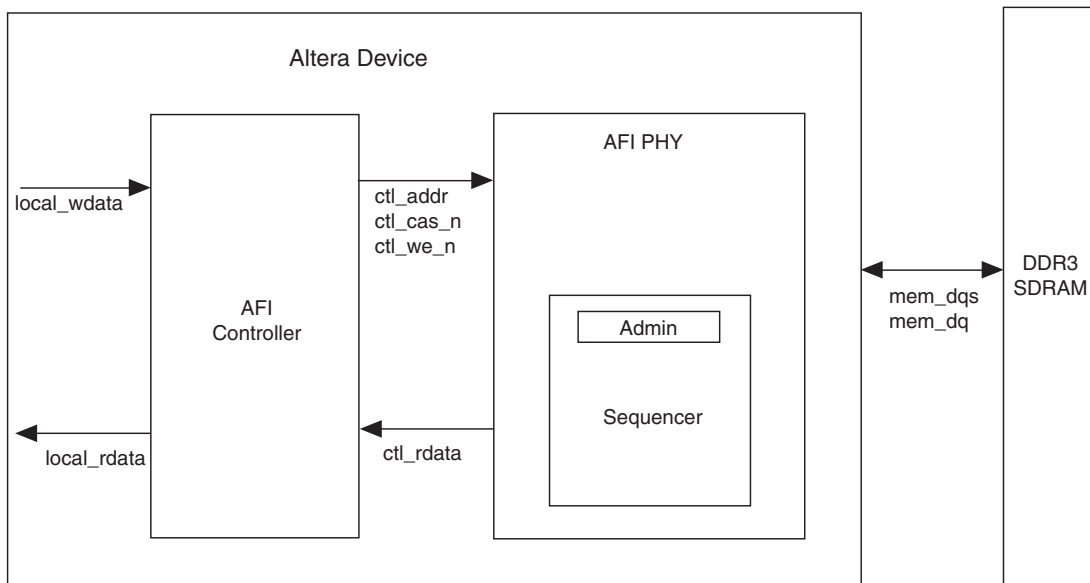 Altera Device
local_wdata
AFI
Controller
local_rdata
ctl_addr
ctl_cas_n
ctl_we_n
ctl_rdata
AFI PHY
Admin
Sequencer
mem_dqs
mem_dq
DDR3
SDRAM